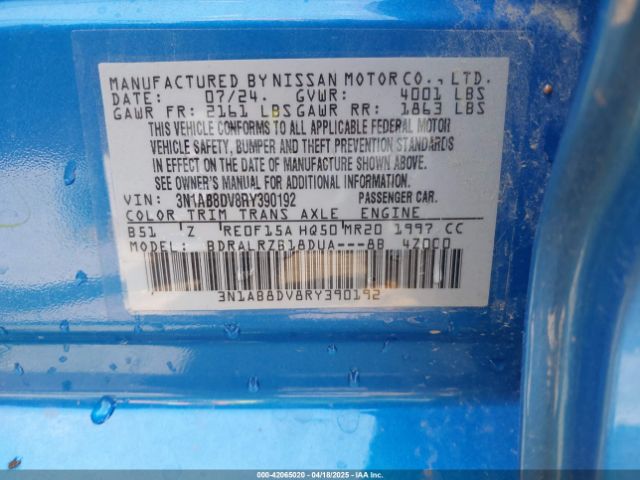 MANUFACTURED BY NISSAN MOTOR CO., LTD.
DATE: 07/24. GVWR: 4001 LBS
GAWR FR: 2161 LBS GAWR RR: 1863 LBS
THIS VEHICLE CONFORMS TO ALL APPLICABLE FEDERAL MOTOR
VEHICLE SAFETY, BUMPER AND THEFT PREVENTION STANDARDS
IN EFFECT ON THE DATE OF MANUFACTURE SHOWN ABOVE.
SEE OWNER'S MANUAL FOR ADDITIONAL INFORMATION
VIN: 3N1AB8DV8RY390192 PASSENGER CAR.
COLOR TRIM TRANS AXLE ENGINE
B51 Z RE0F15A HQ50 MR20 1997 CC
MODEL: BDRALRZB18DUA---8B 4Z0C0
3N1AB8DV8RY390192
000-42065020 | 04/18/2025 | IAAI.COM